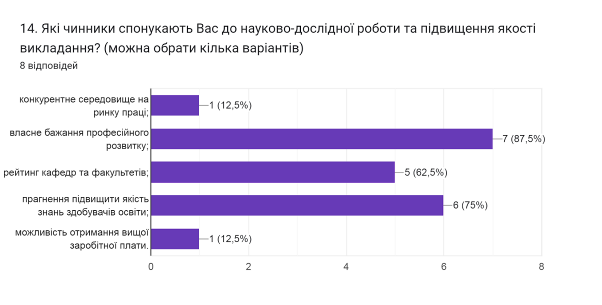 14. Які чинники спонукають Вас до науково-дослідної роботи та підвищення якості
викладання? (можна обрати кілька варіантів)
8 відповідей
конкурентне середовище на
ринку праці;
1 (12,5%)
власне бажання професійного
розвитку;
7 (87,5%)
рейтинг кафедр та факультетів;
5 (62,5%)
прагнення підвищити якість
знань здобувачів освіти;
6 (75%)
можливість отримання вищої
заробітної плати.
1 (12,5%)
0 2 4 6 8